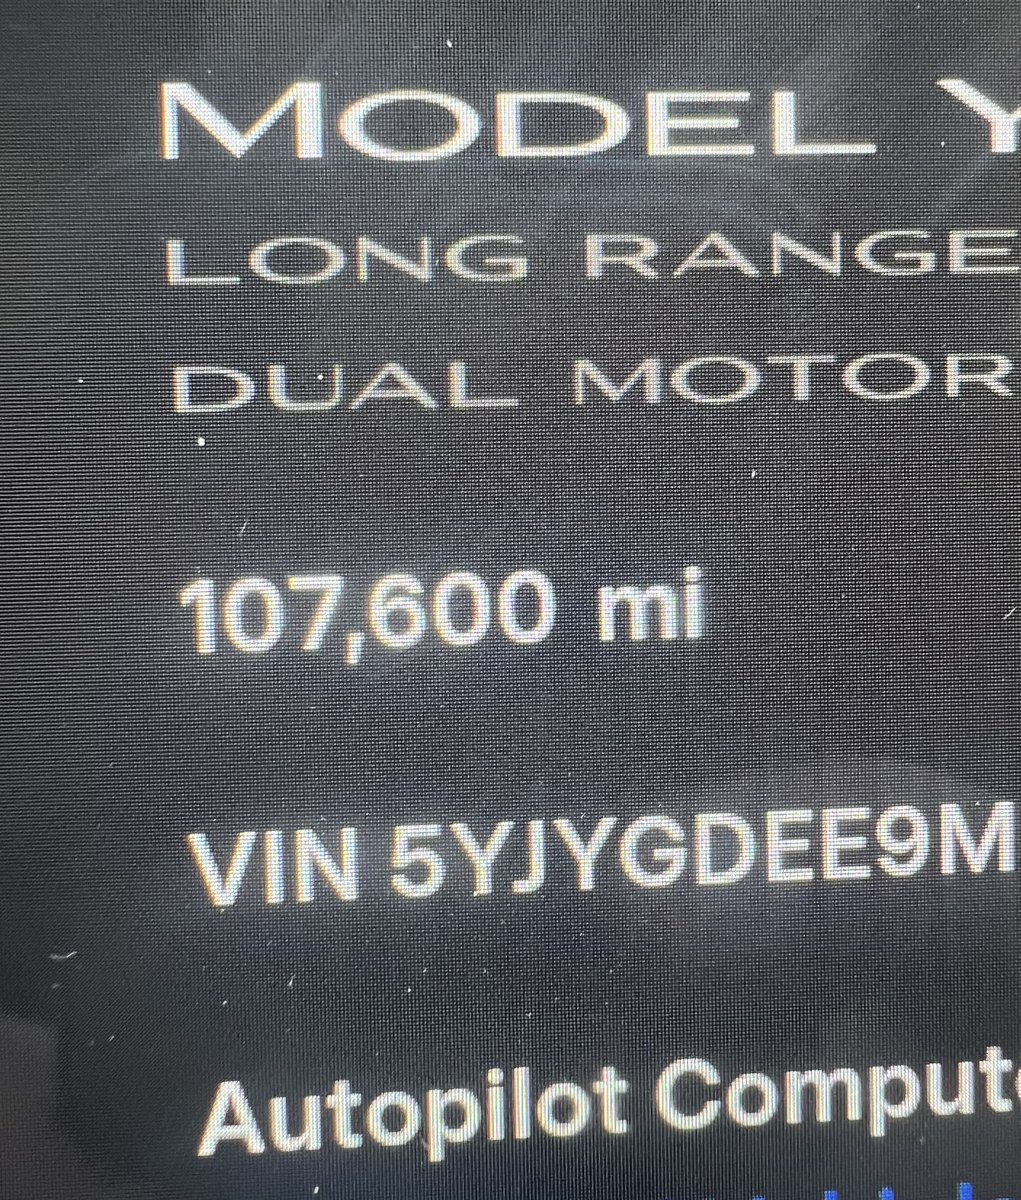 MODEL Y
LONG RANGE
DUAL MOTOR
107,600 mi
VIN 5YJYGDEE9M
Autopilot Compute